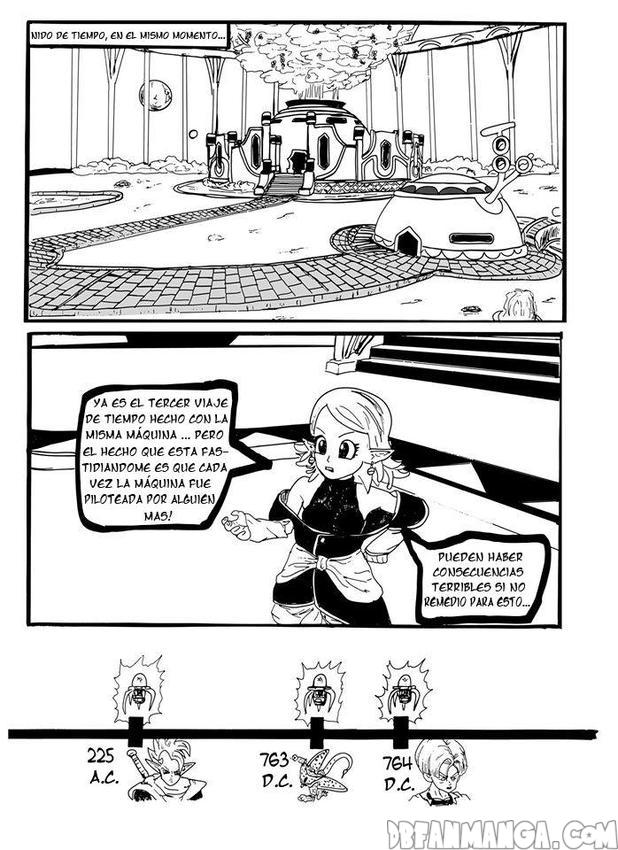 NIDO DE TIEMPO, EN EL MISMO MOMENTO...
YA ES EL TERCER VIAJE
DE TIEMPO HECHO CON LA
MISMA MÁQUINA ... PERO
EL HECHO QUE ESTA FAS-
TIDIANDOME ES QUE CADA
VEZ LA MÁQUINA FUE
PILOTEADA POR ALGUIÉN
MAS!
PUEDEN HABER
CONSECUENCIAS
TERRIBLES SI NO
REMEDIO PARA ESTO...
225
A.C.
763
D.C.
764
D.C.
DBFANMANGA.COM